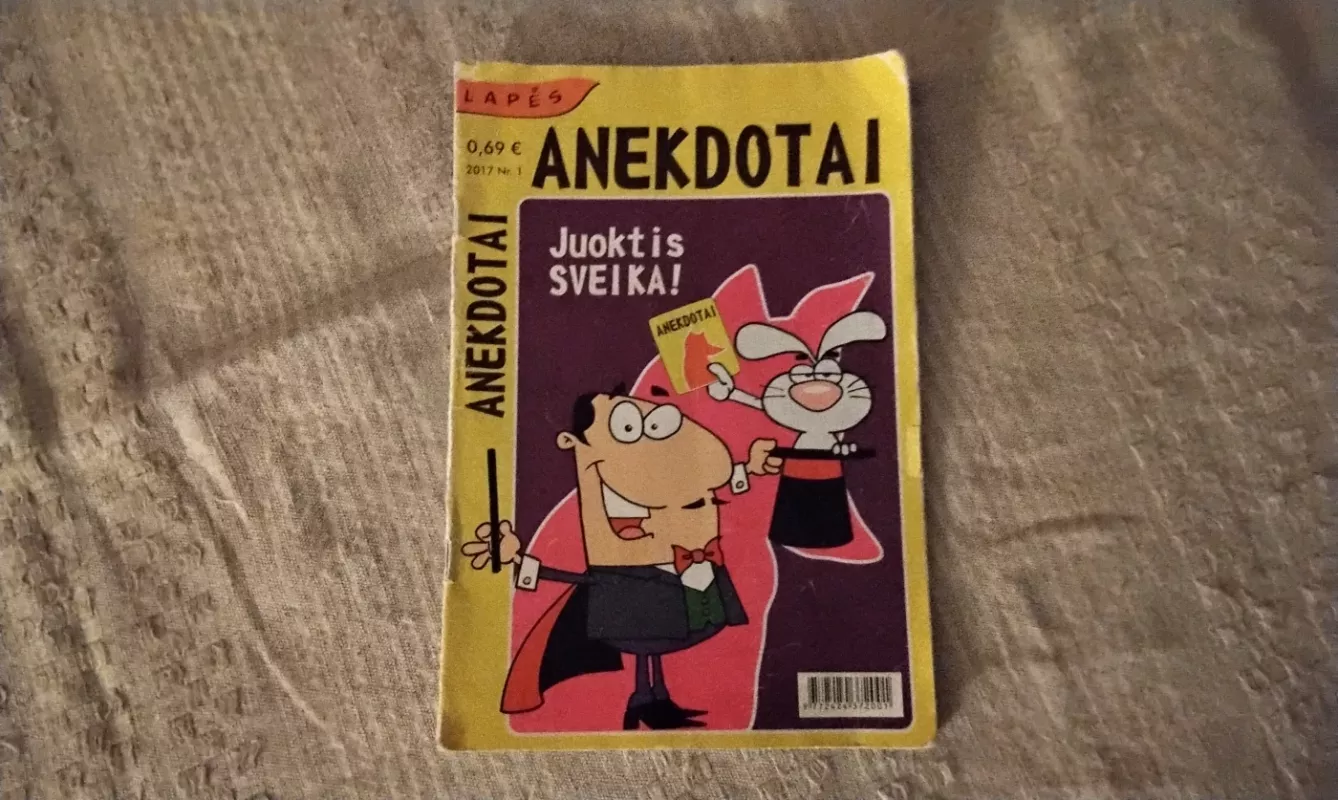 LAPĖS
0,69 €
2017 Nr. 1
ANEKDOTAI
ANEKDOTAI
Juoktis
SVEIKA!
ANEKDOTAI